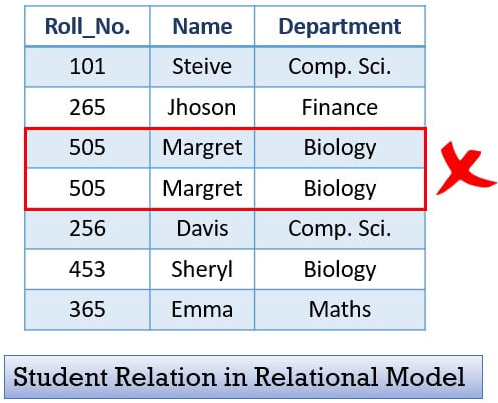 Roll_No. Name Department
101 Steive Comp. Sci.
265 Jhoson Finance
505 Margret Biology
505 Margret Biology
256 Davis Comp. Sci.
453 Sheryl Biology
365 Emma Maths
Student Relation in Relational Model